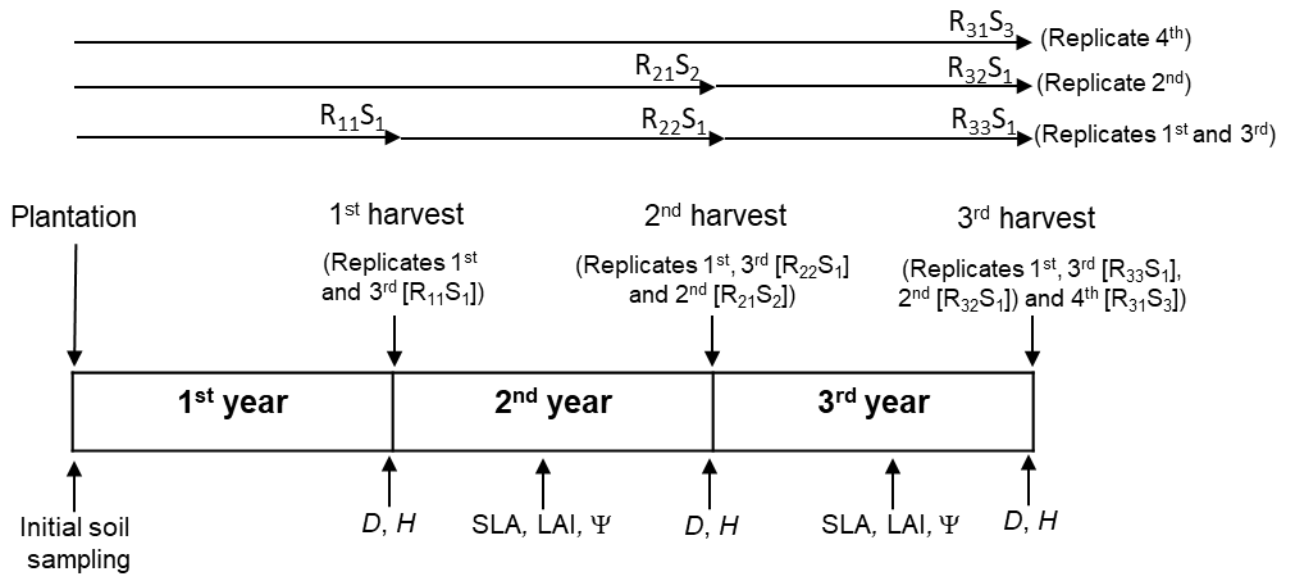 R₃₁S₃ (Replicate 4ᵗʰ)
R₂₁S₂ R₃₂S₁ (Replicate 2ⁿᵈ)
R₁₁S₁ R₂₂S₁ R₃₃S₁ (Replicates 1ˢᵗ and 3ʳᵈ)
Plantation
1ˢᵗ harvest
(Replicates 1ˢᵗ
and 3ʳᵈ [R₁₁S₁])
2ⁿᵈ harvest
(Replicates 1ˢᵗ, 3ʳᵈ [R₂₂S₁]
and 2ⁿᵈ [R₂₁S₂])
3ʳᵈ harvest
(Replicates 1ˢᵗ, 3ʳᵈ [R₃₃S₁],
2ⁿᵈ [R₃₂S₁]) and 4ᵗʰ [R₃₁S₃])
1ˢᵗ year
2ⁿᵈ year
3ʳᵈ year
Initial soil
sampling
D, H
SLA, LAI, Ψ
D, H
SLA, LAI, Ψ
D, H